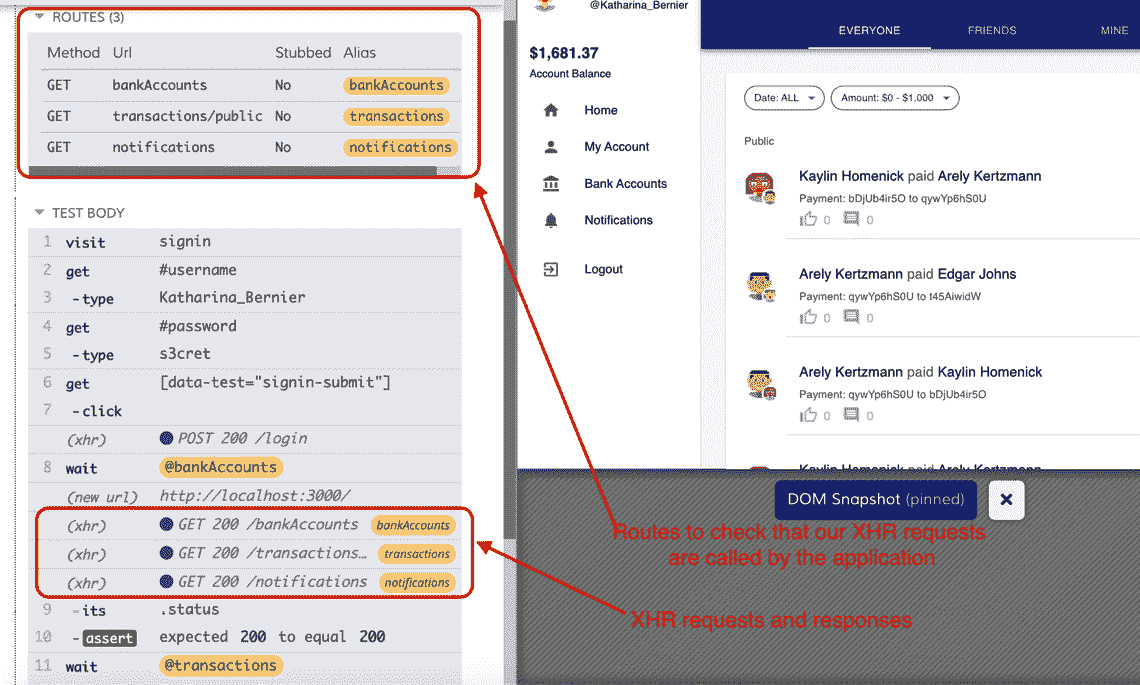 ROUTES (3)
Method Url Stubbed Alias
GET bankAccounts No bankAccounts
GET transactions/public No transactions
GET notifications No notifications
TEST BODY
1 visit signin
2 get #username
3 -type Katharina_Bernier
4 get #password
5 -type s3cret
6 get [data-test="signin-submit"]
7 -click
(xhr) POST 200 /login
8 wait @bankAccounts
(new url) http://localhost:3000/
(xhr) GET 200 /bankAccounts bankAccounts
(xhr) GET 200 /transactions… transactions
(xhr) GET 200 /notifications notifications
9 -its .status
10 -assert expected 200 to equal 200
11 wait @transactions
@Katharina_Bernier
$1,681.37
Account Balance
Home
My Account
Bank Accounts
Notifications
Logout
EVERYONE FRIENDS MINE
Date: ALL Amount: $0 - $1,000
Public
Kaylin Homenick paid Arely Kertzmann
Payment: bDjUb4ir5O to qywYp6hS0U
0 0
Arely Kertzmann paid Edgar Johns
Payment: qywYp6hS0U to t45AiwidW
0 0
Arely Kertzmann paid Kaylin Homenick
Payment: qywYp6hS0U to bDjUb4ir5O
0 0
Kaylin Homenick paid Arely Kertzmann
DOM Snapshot (pinned)
Routes to check that our XHR requests
are called by the application
XHR requests and responses